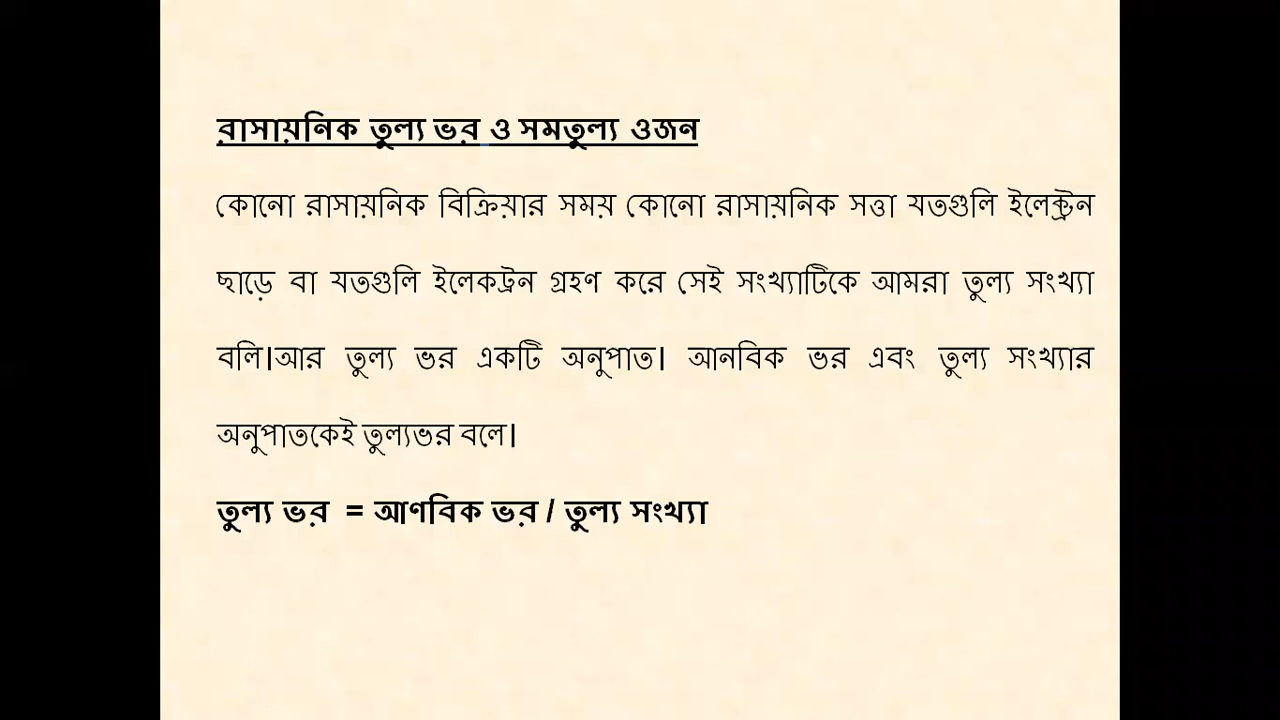 রাসায়নিক তুল্য ভর ও সমতুল্য ওজন
কোনো রাসায়নিক বিক্রিয়ার সময় কোনো রাসায়নিক সত্তা যতগুলি ইলেক্ট্রন
ছাড়ে বা যতগুলি ইলেকট্রন গ্রহণ করে সেই সংখ্যাটিকে আমরা তুল্য সংখ্যা
বলি।আর তুল্য ভর একটি অনুপাত। আনবিক ভর এবং তুল্য সংখ্যার
অনুপাতকেই তুল্যভর বলে।
তুল্য ভর = আণবিক ভর / তুল্য সংখ্যা